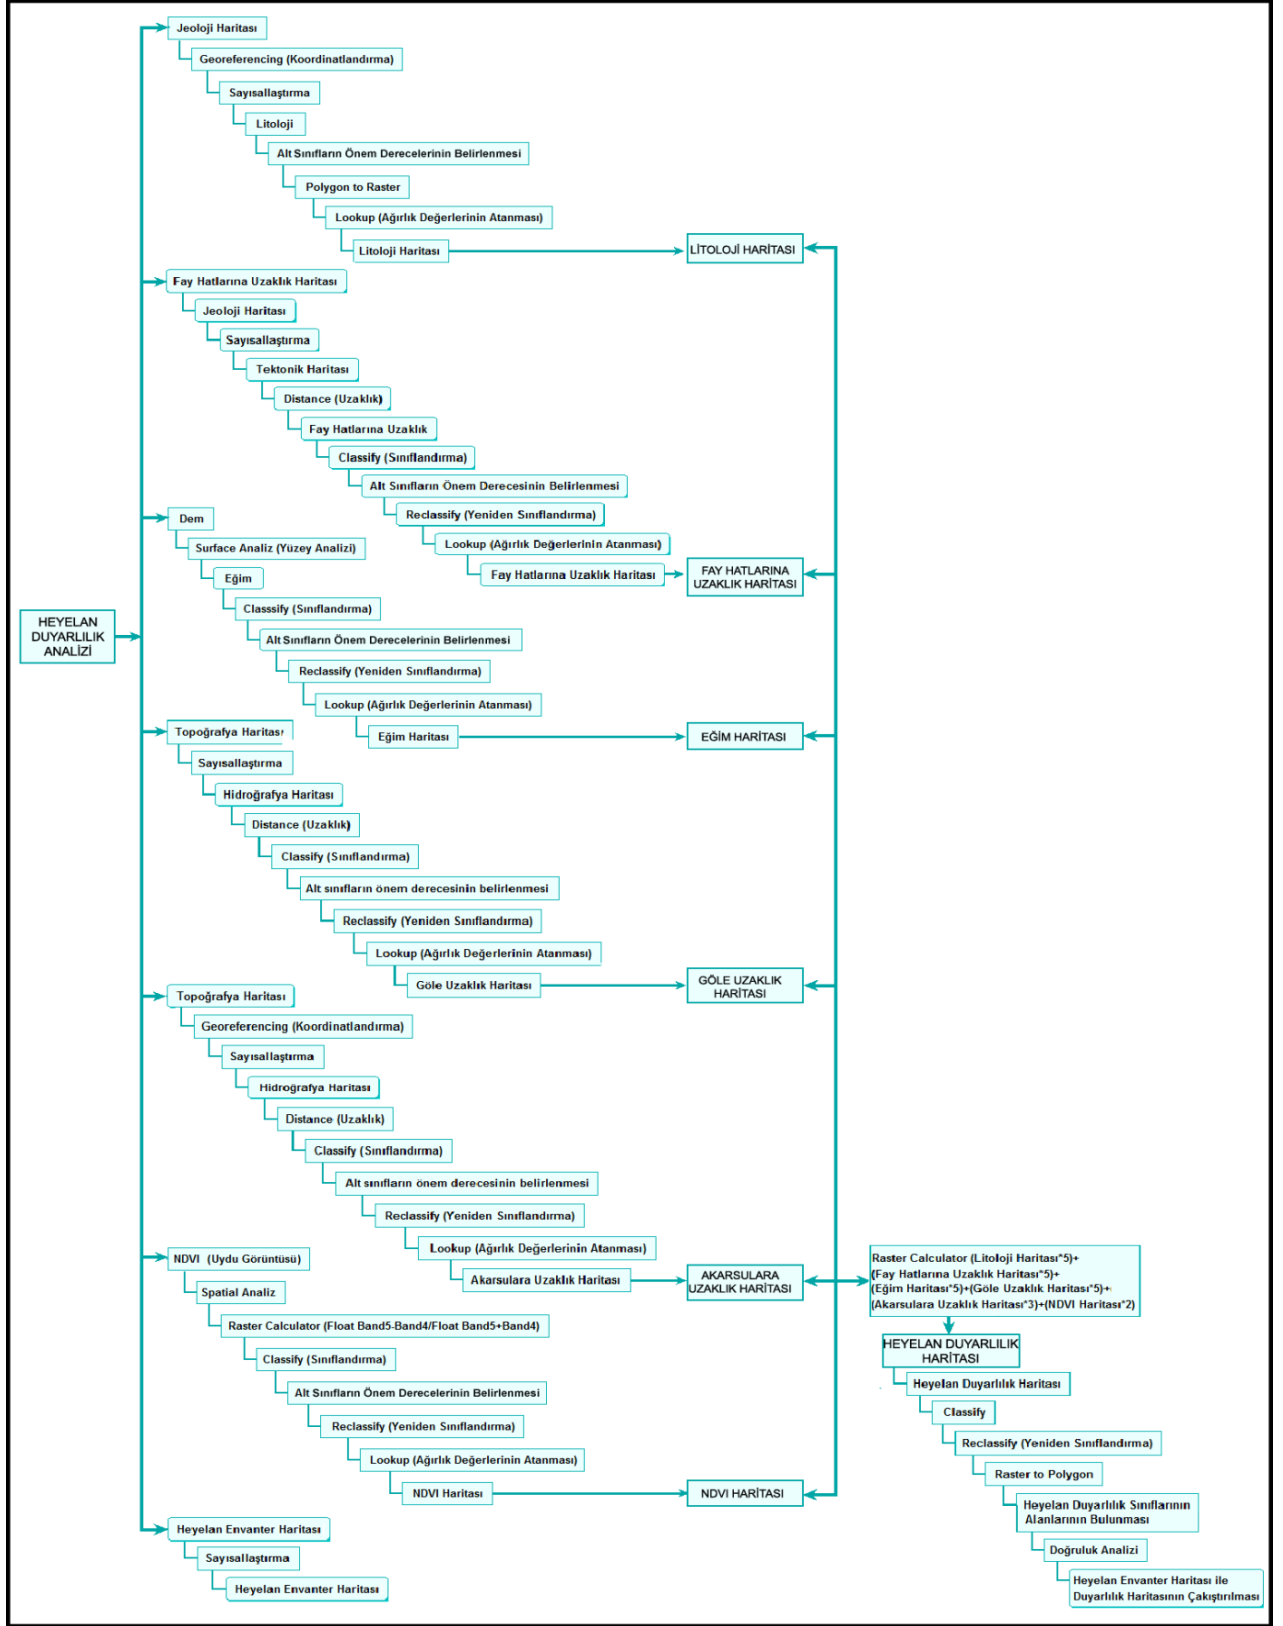 Jeoloji Haritası
Georeferencing (Koordinatlandırma)
Sayısallaştırma
Litoloji
Alt Sınıfların Önem Derecelerinin Belirlenmesi
Polygon to Raster
Lookup (Ağırlık Değerlerinin Atanması)
Litoloji Haritası
LİTOLOJİ HARİTASI
Fay Hatlarına Uzaklık Haritası
Jeoloji Haritası
Sayısallaştırma
Tektonik Haritası
Distance (Uzaklık)
Fay Hatlarına Uzaklık
Classify (Sınıflandırma)
Alt Sınıfların Önem Derecesinin Belirlenmesi
Reclassify (Yeniden Sınıflandırma)
Lookup (Ağırlık Değerlerinin Atanması)
Fay Hatlarına Uzaklık Haritası
FAY HATLARINA
UZAKLIK HARİTASI
Dem
Surface Analiz (Yüzey Analizi)
Eğim
Classsify (Sınıflandırma)
Alt Sınıfların Önem Derecelerinin Belirlenmesi
Reclassify (Yeniden Sınıflandırma)
Lookup (Ağırlık Değerlerinin Atanması)
Eğim Haritası
EĞİM HARİTASI
HEYELAN
DUYARLILIK
ANALİZİ
Topoğrafya Haritası
Sayısallaştırma
Hidroğrafya Haritası
Distance (Uzaklık)
Classify (Sınıflandırma)
Alt sınıfların önem derecesinin belirlenmesi
Reclassify (Yeniden Sınıflandırma)
Lookup (Ağırlık Değerlerinin Atanması)
Göle Uzaklık Haritası
GÖLE UZAKLIK
HARİTASI
Topoğrafya Haritası
Georeferencing (Koordinatlandırma)
Sayısallaştırma
Hidroğrafya Haritası
Distance (Uzaklık)
Classify (Sınıflandırma)
Alt sınıfların önem derecesinin belirlenmesi
Reclassify (Yeniden Sınıflandırma)
Lookup (Ağırlık Değerlerinin Atanması)
Akarsulara Uzaklık Haritası
AKARSULARA
UZAKLIK HARİTASI
NDVI (Uydu Görüntüsü)
Spatial Analiz
Raster Calculator (Float Band5-Band4/Float Band5+Band4)
Classify (Sınıflandırma)
Alt Sınıfların Önem Derecelerinin Belirlenmesi
Reclassify (Yeniden Sınıflandırma)
Lookup (Ağırlık Değerlerinin Atanması)
NDVI Haritası
NDVI HARİTASI
Heyelan Envanter Haritası
Sayısallaştırma
Heyelan Envanter Haritası
Raster Calculator (Litoloji Haritası*5)+
(Fay Hatlarına Uzaklık Haritası*5)+
(Eğim Haritası*5)+(Göle Uzaklık Haritası*5)+
(Akarsulara Uzaklık Haritası*3)+(NDVI Haritası*2)
HEYELAN DUYARLILIK
HARİTASI
Heyelan Duyarlılık Haritası
Classify
Reclassify (Yeniden Sınıflandırma)
Raster to Polygon
Heyelan Duyarlılık Sınıflarının
Alanlarının Bulunması
Doğruluk Analizi
Heyelan Envanter Haritası ile
Duyarlılık Haritasının Çakıştırılması